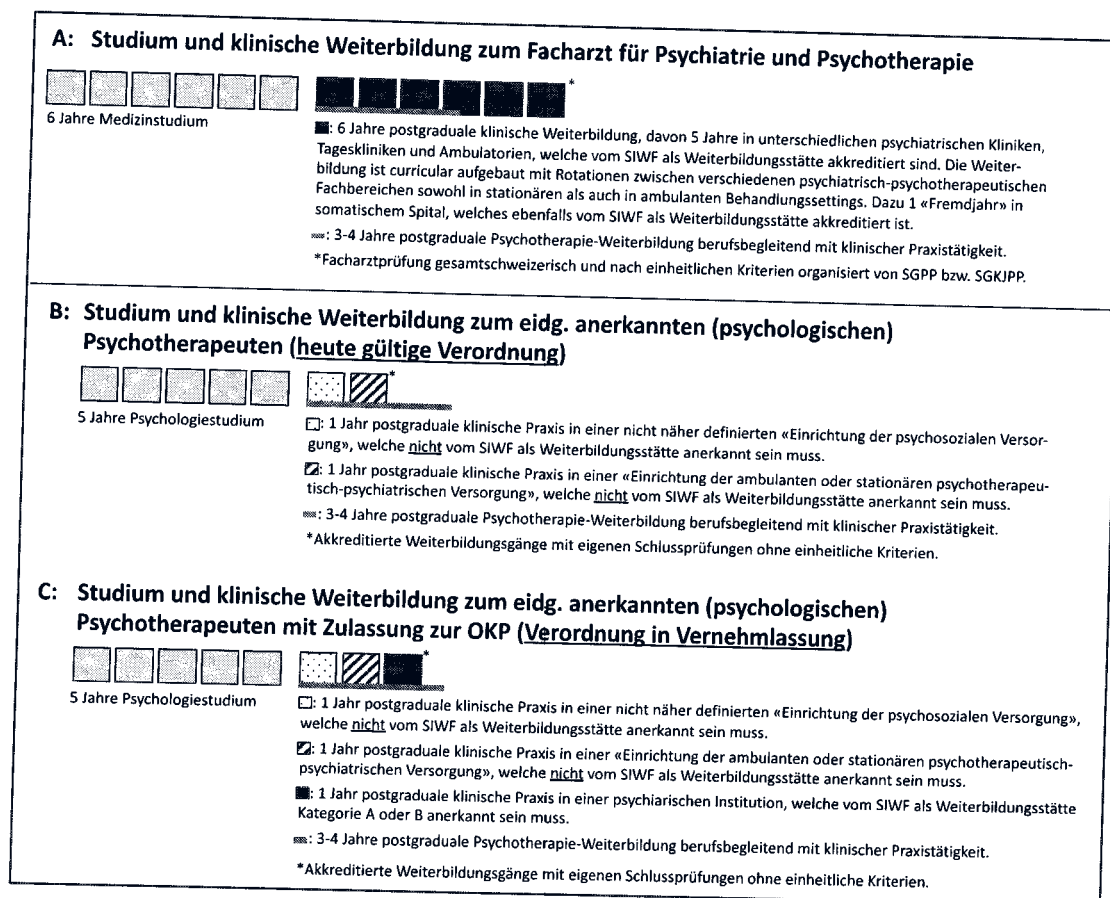 A: Studium und klinische Weiterbildung zum Facharzt für Psychiatrie und Psychotherapie
*
6 Jahre Medizinstudium
: 6 Jahre postgraduale klinische Weiterbildung, davon 5 Jahre in unterschiedlichen psychiatrischen Kliniken,
Tageskliniken und Ambulatorien, welche vom SIWF als Weiterbildungsstätte akkreditiert sind. Die Weiter-
bildung ist curricular aufgebaut mit Rotationen zwischen verschiedenen psychiatrisch-psychotherapeutischen
Fachbereichen sowohl in stationären als auch in ambulanten Behandlungssettings. Dazu 1 «Fremdjahr» in
somatischem Spital, welches ebenfalls vom SIWF als Weiterbildungsstätte akkreditiert ist.
: 3-4 Jahre postgraduale Psychotherapie-Weiterbildung berufsbegleitend mit klinischer Praxistätigkeit.
*Facharztprüfung gesamtschweizerisch und nach einheitlichen Kriterien organisiert von SGPP bzw. SGKJPP.
B: Studium und klinische Weiterbildung zum eidg. anerkannten (psychologischen)
Psychotherapeuten (heute gültige Verordnung)
*
5 Jahre Psychologiestudium
: 1 Jahr postgraduale klinische Praxis in einer nicht näher definierten «Einrichtung der psychosozialen Versor-
gung», welche nicht vom SIWF als Weiterbildungsstätte anerkannt sein muss.
: 1 Jahr postgraduale klinische Praxis in einer «Einrichtung der ambulanten oder stationären psychotherapeu-
tisch-psychiatrischen Versorgung», welche nicht vom SIWF als Weiterbildungsstätte anerkannt sein muss.
: 3-4 Jahre postgraduale Psychotherapie-Weiterbildung berufsbegleitend mit klinischer Praxistätigkeit.
*Akkreditierte Weiterbildungsgänge mit eigenen Schlussprüfungen ohne einheitliche Kriterien.
C: Studium und klinische Weiterbildung zum eidg. anerkannten (psychologischen)
Psychotherapeuten mit Zulassung zur OKP (Verordnung in Vernehmlassung)
*
5 Jahre Psychologiestudium
: 1 Jahr postgraduale klinische Praxis in einer nicht näher definierten «Einrichtung der psychosozialen Versorgung»,
welche nicht vom SIWF als Weiterbildungsstätte anerkannt sein muss.
: 1 Jahr postgraduale klinische Praxis in einer «Einrichtung der ambulanten oder stationären psychotherapeutisch-
psychiatrischen Versorgung», welche nicht vom SIWF als Weiterbildungsstätte anerkannt sein muss.
: 1 Jahr postgraduale klinische Praxis in einer psychiarischen Institution, welche vom SIWF als Weiterbildungsstätte
Kategorie A oder B anerkannt sein muss.
: 3-4 Jahre postgraduale Psychotherapie-Weiterbildung berufsbegleitend mit klinischer Praxistätigkeit.
*Akkreditierte Weiterbildungsgänge mit eigenen Schlussprüfungen ohne einheitliche Kriterien.